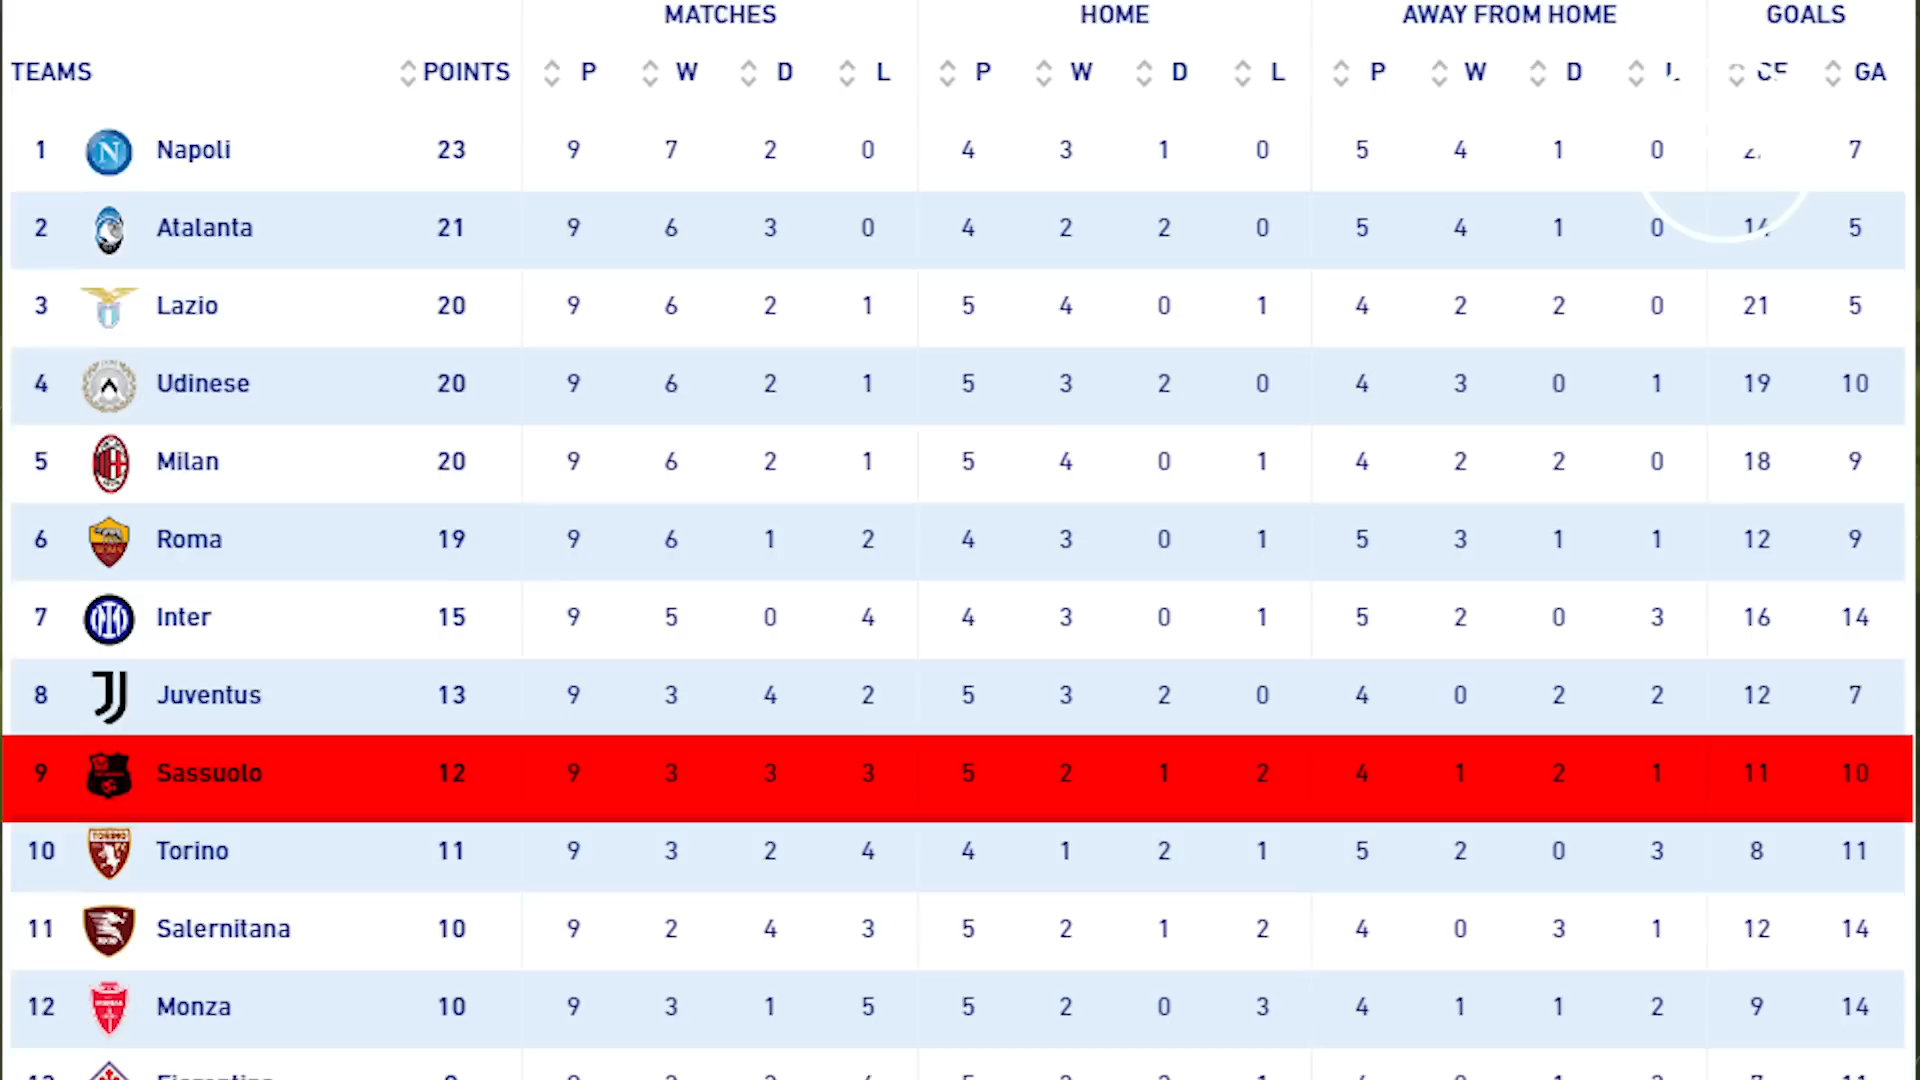 MATCHES HOME AWAY FROM HOME GOALS
TEAMS POINTS P W D L P W D L P W D GA
1 Napoli 23 9 7 2 0 4 3 1 0 5 4 1 0 7
2 Atalanta 21 9 6 3 0 4 2 2 0 5 4 1 0 14 5
3 Lazio 20 9 6 2 1 5 4 0 1 4 2 2 0 21 5
4 Udinese 20 9 6 2 1 5 3 2 0 4 3 0 1 19 10
5 Milan 20 9 6 2 1 5 4 0 1 4 2 2 0 18 9
6 Roma 19 9 6 1 2 4 3 0 1 5 3 1 1 12 9
7 Inter 15 9 5 0 4 4 3 0 1 5 2 0 3 16 14
8 Juventus 13 9 3 4 2 5 3 2 0 4 0 2 2 12 7
9 Sassuolo 12 9 3 3 3 5 2 1 2 4 1 2 1 11 10
10 Torino 11 9 3 2 4 4 1 2 1 5 2 0 3 8 11
11 Salernitana 10 9 2 4 3 5 2 1 2 4 0 3 1 12 14
12 Monza 10 9 3 1 5 5 2 0 3 4 1 1 2 9 14